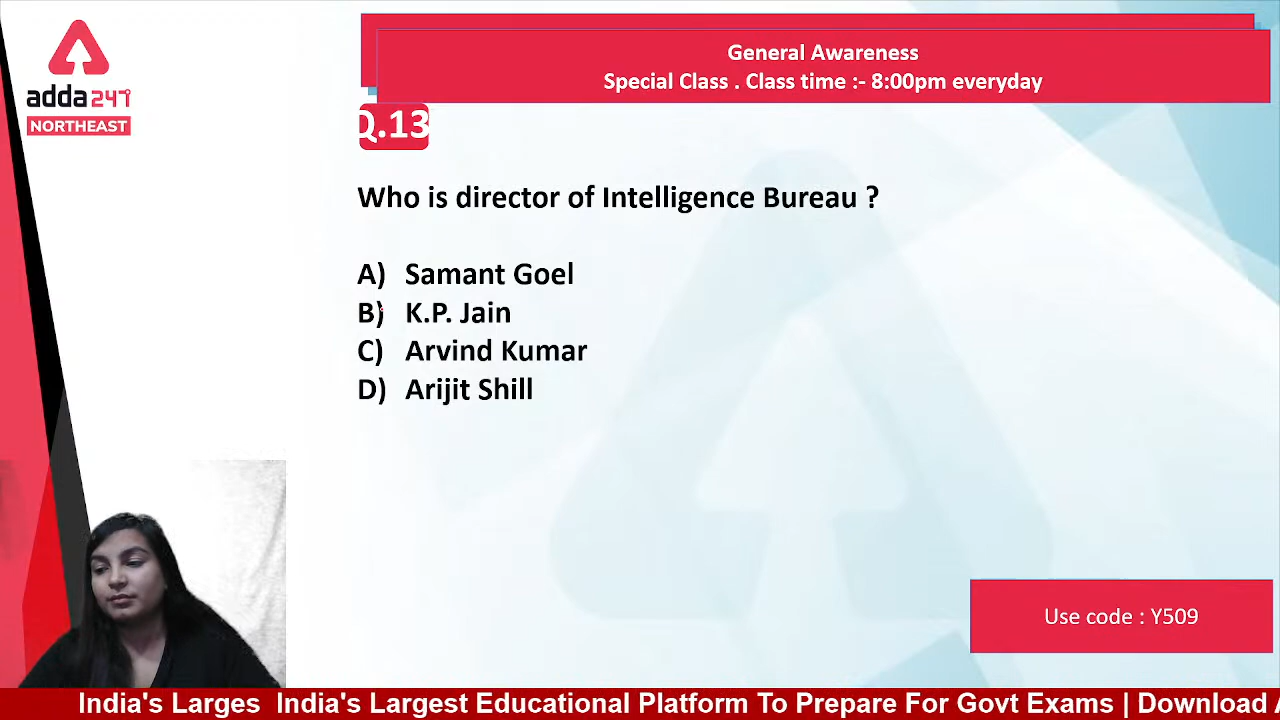 adda247
NORTHEAST
General Awareness
Special Class . Class time :- 8:00pm everyday
Q.13
Who is director of Intelligence Bureau ?
A) Samant Goel
B) K.P. Jain
C) Arvind Kumar
D) Arijit Shill
Use code : Y509
India's Larges India's Largest Educational Platform To Prepare For Govt Exams | Download A